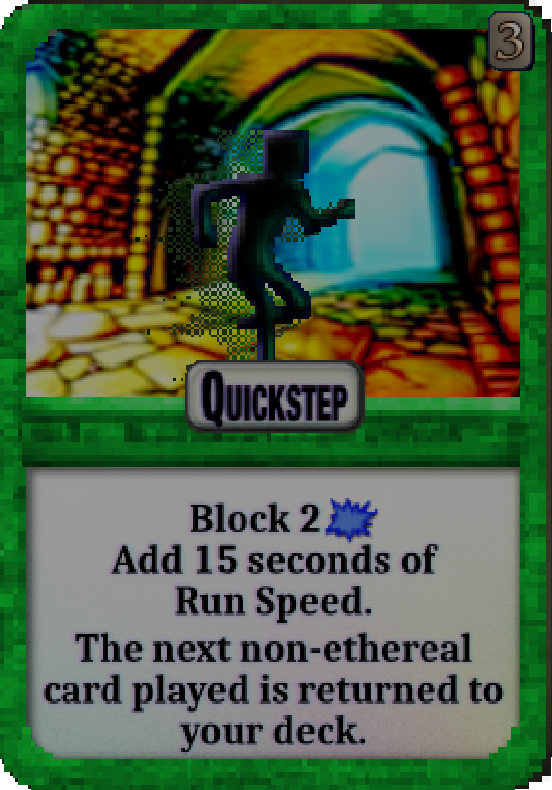 3
QUICKSTEP
Block 2
Add 15 seconds of
Run Speed.
The next non-ethereal
card played is returned to
your deck.